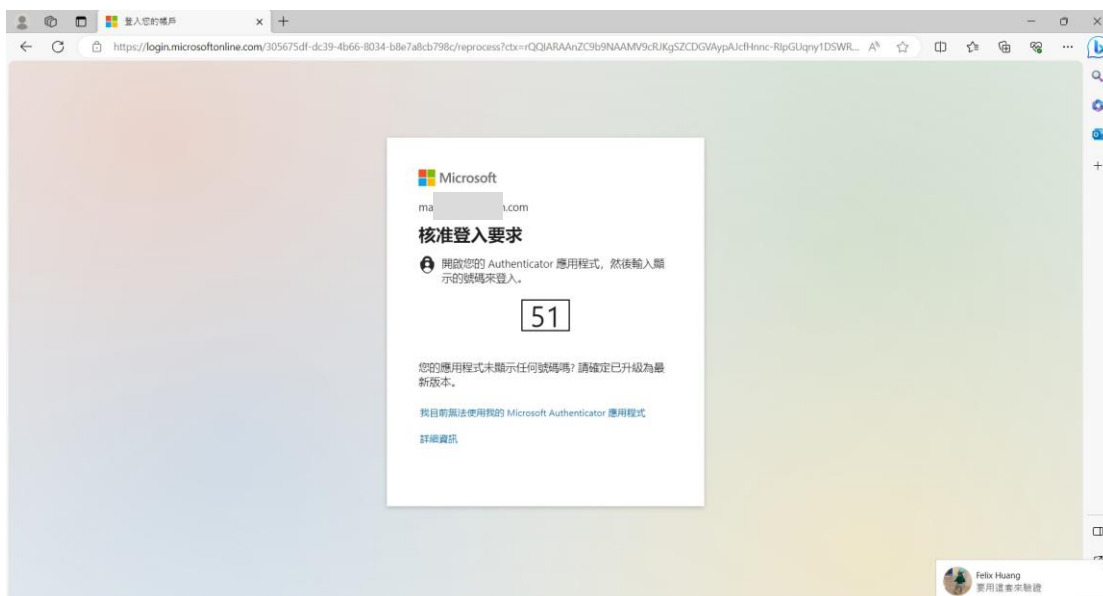 登入您的帳戶
https://login.microsoftonline.com/305675df-dc39-4b66-8034-b8e7a8cb798c/reprocess?ctx=rQQIARAAnZC9b9NAAMV9cRJKgSZCDGVAypAJcfHnnc-RIpGUqny1DSWR...
Microsoft
ma
.com
核准登入要求
開啟您的 Authenticator 應用程式,然後輸入顯
示的號碼來登入。
51
您的應用程式未顯示任何號碼嗎? 請確定已升級為最
新版本。
我目前無法使用我的 Microsoft Authenticator 應用程式
詳細資訊
Felix Huang
要用這套來驗證